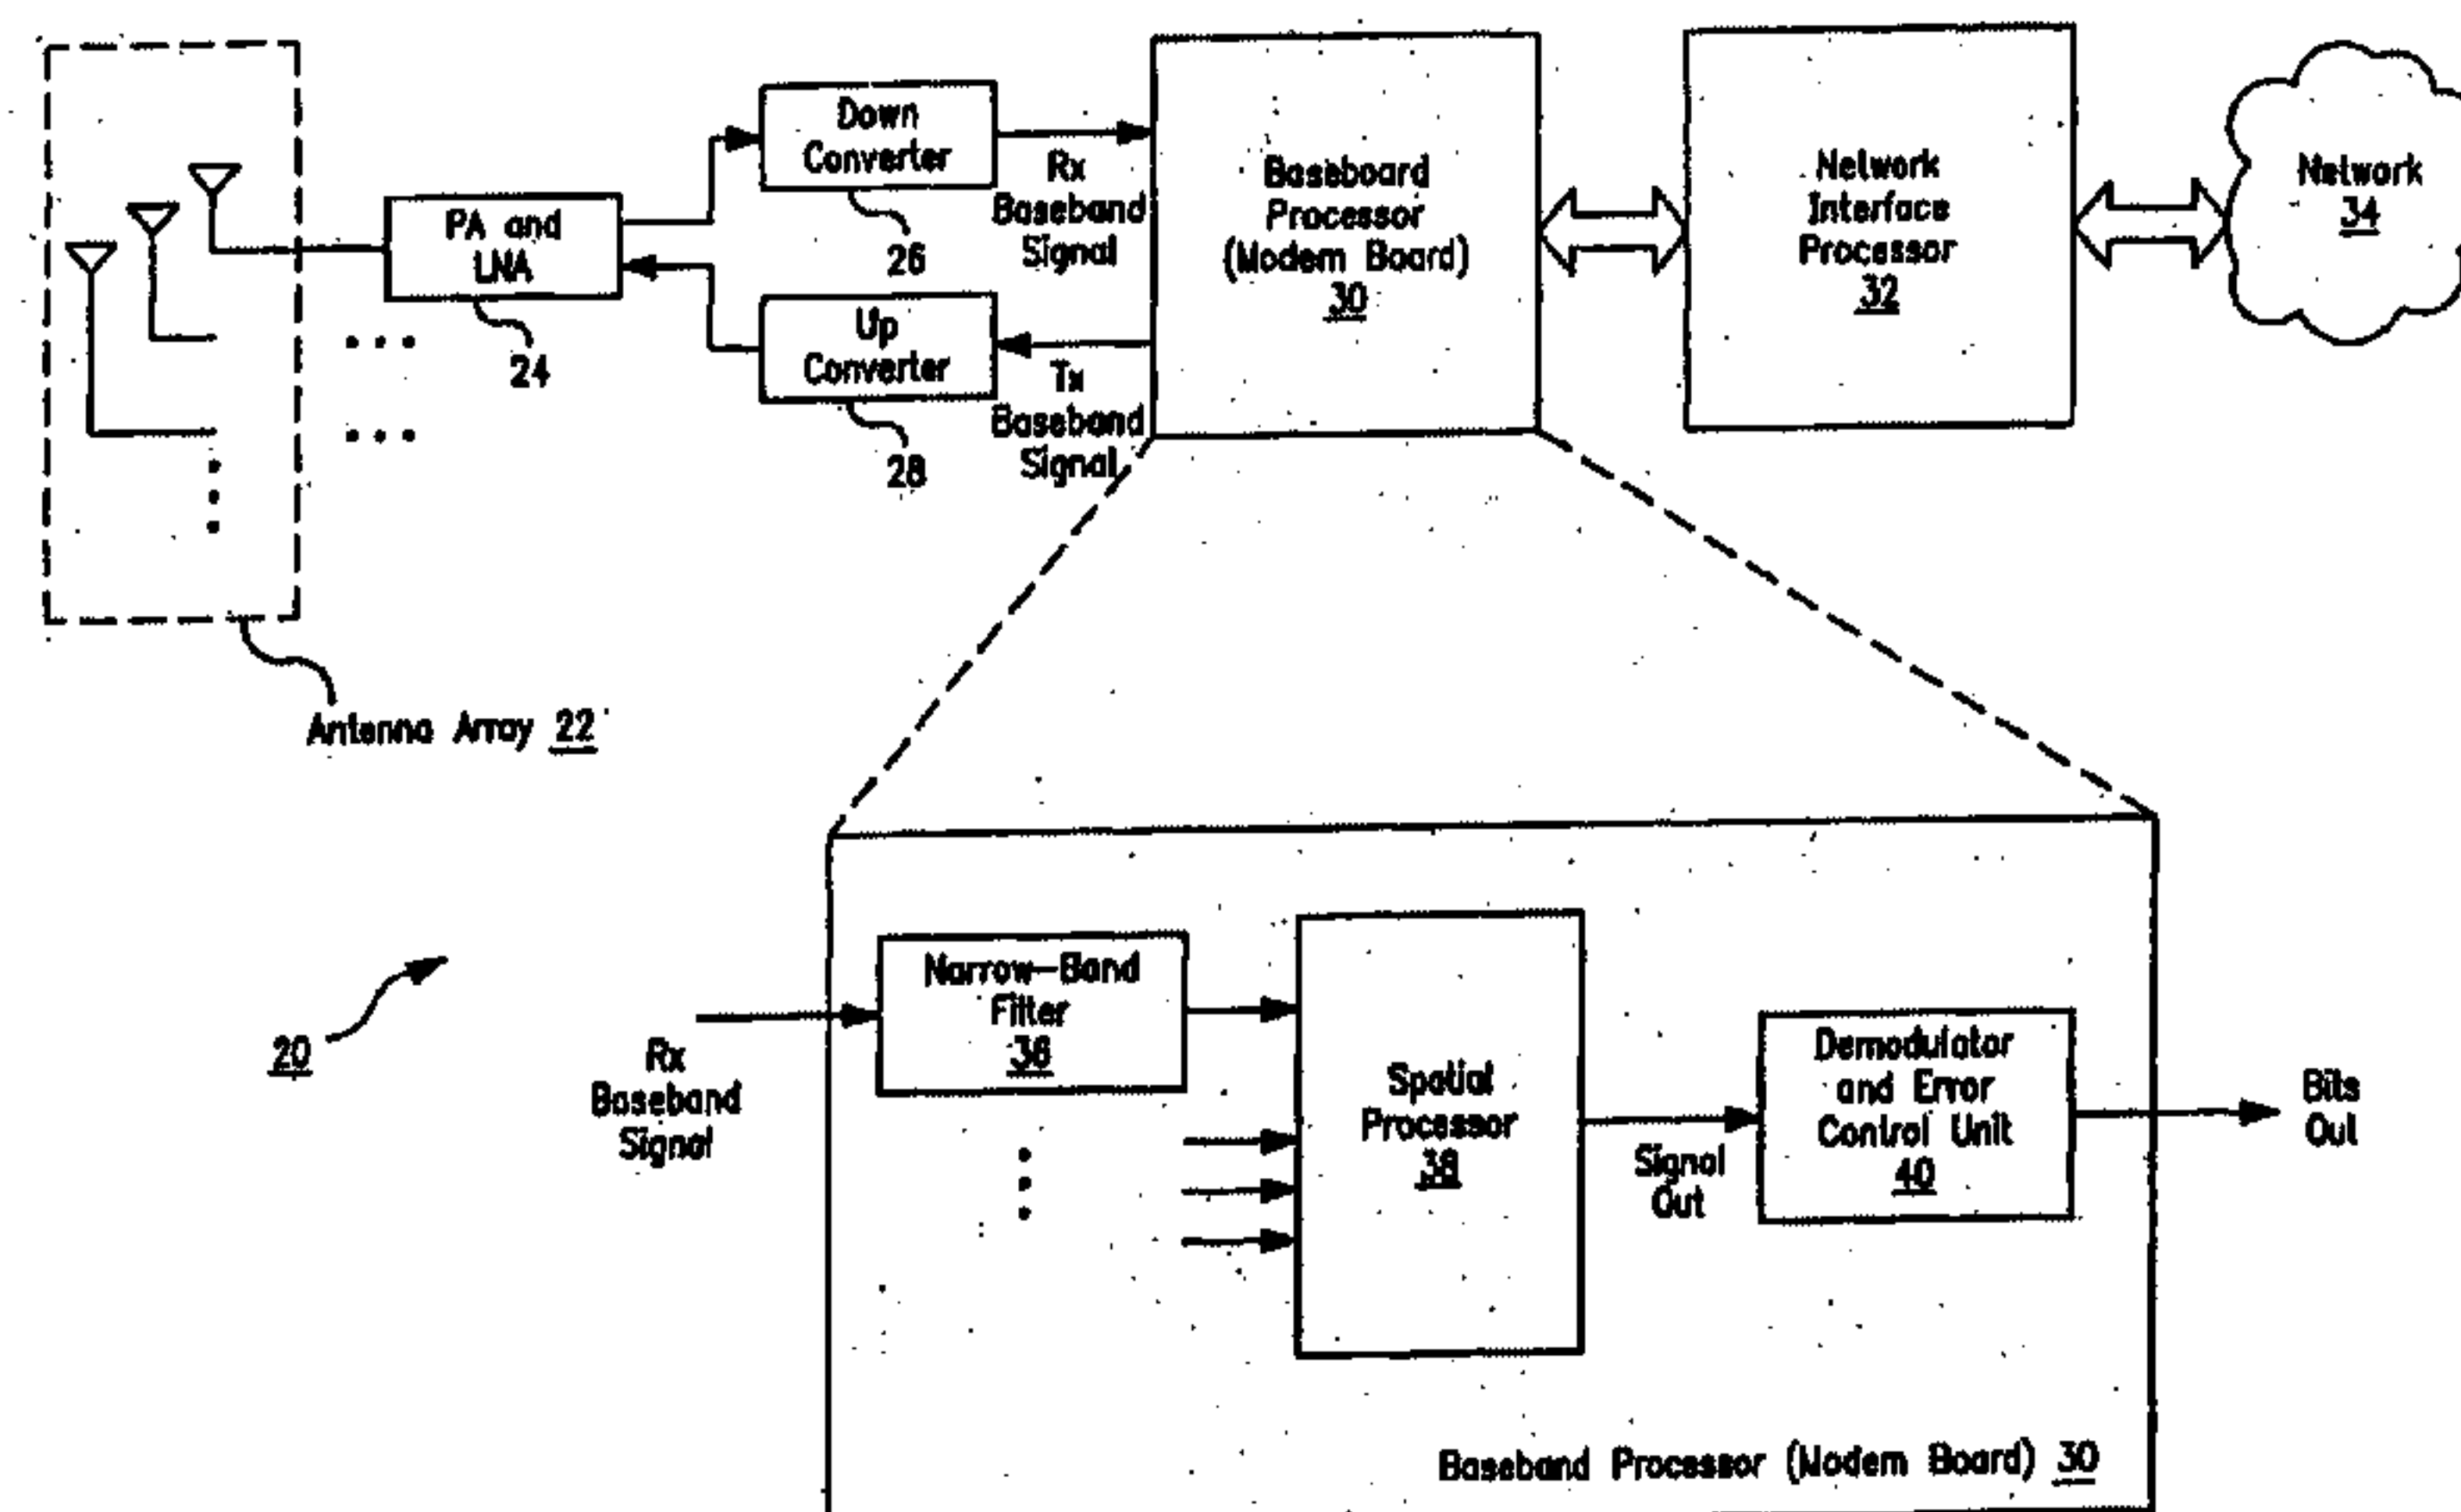 Down
Converter
26
Rx
Baseband
Signal
PA and
LNA
24
Up
Converter
28
Tx
Baseband
Signal
Baseboard
Processor
(Modem Board)
30
Network
Interface
Processor
32
Network
34
Antenna Array 22
20
Rx
Baseband
Signal
Narrow-Band
Filter
36
Spatial
Processor
38
Signal
Out
Demodulator
and Error
Control Unit
40
Bits
Out
Baseband Processor (Modem Board) 30